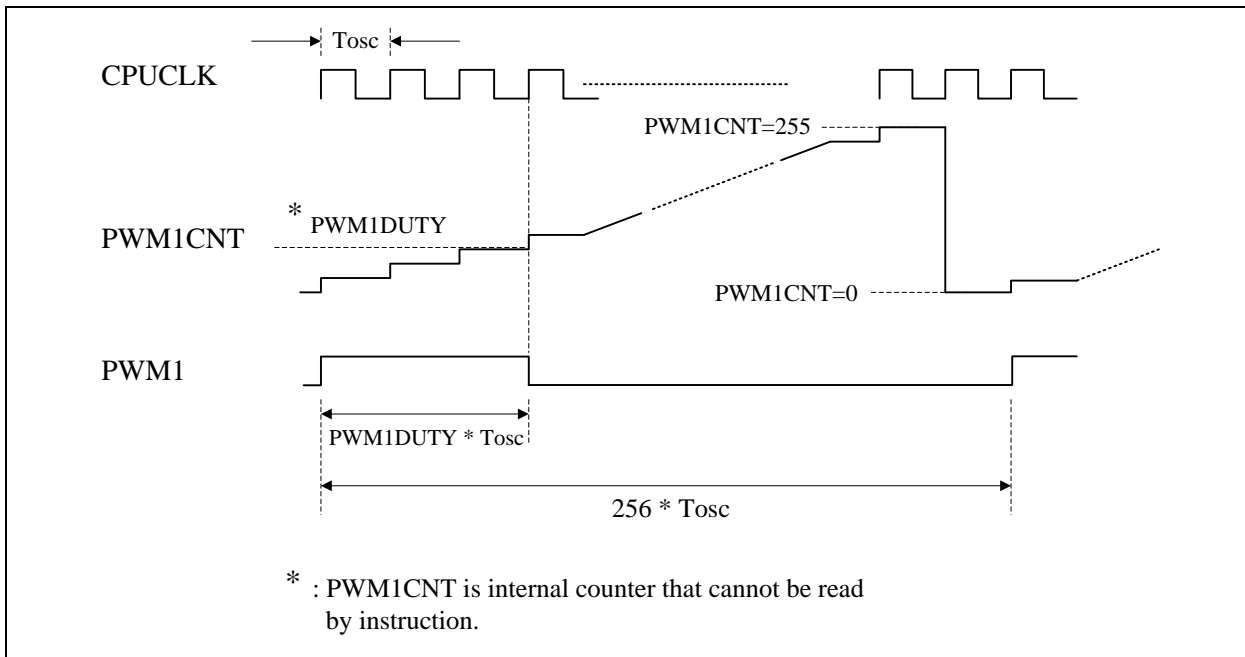 Tosc
CPUCLK
PWM1CNT=255
*
PWM1DUTY
PWM1CNT
PWM1CNT=0
PWM1
PWM1DUTY * Tosc
256 * Tosc
* : PWM1CNT is internal counter that cannot be read
by instruction.